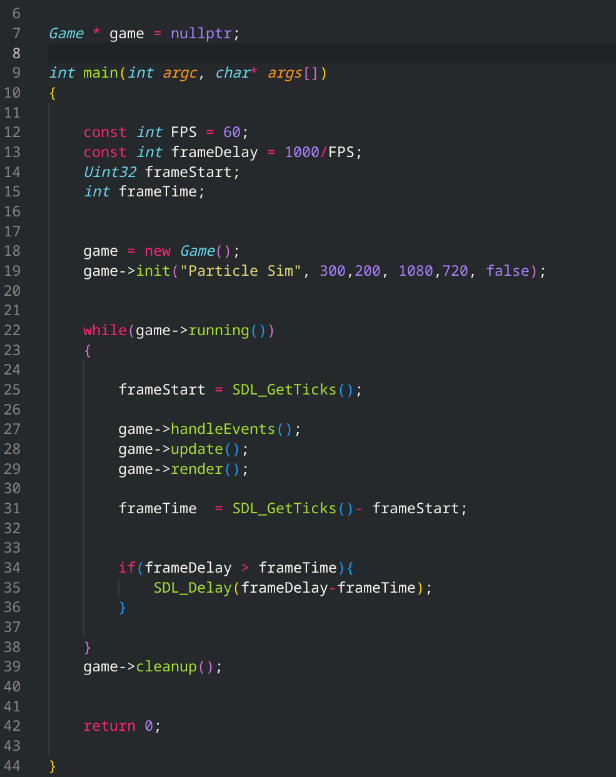 6
7 Game * game = nullptr;
8
9 int main(int argc, char* args[])
10 {
11
12 const int FPS = 60;
13 const int frameDelay = 1000/FPS;
14 Uint32 frameStart;
15 int frameTime;
16
17
18 game = new Game();
19 game->init("Particle Sim", 300,200, 1080,720, false);
20
21
22 while(game->running())
23 {
24
25 frameStart = SDL_GetTicks();
26
27 game->handleEvents();
28 game->update();
29 game->render();
30
31 frameTime  = SDL_GetTicks()- frameStart;
32
33
34 if(frameDelay > frameTime){
35 SDL_Delay(frameDelay-frameTime);
36 }
37
38 }
39 game->cleanup();
40
41
42 return 0;
43
44 }